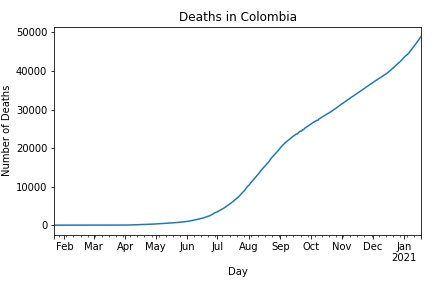 Deaths in Colombia
50000
40000
30000
20000
10000
0
Number of Deaths
Feb Mar Apr May Jun Jul Aug Sep Oct Nov Dec Jan
2021
Day